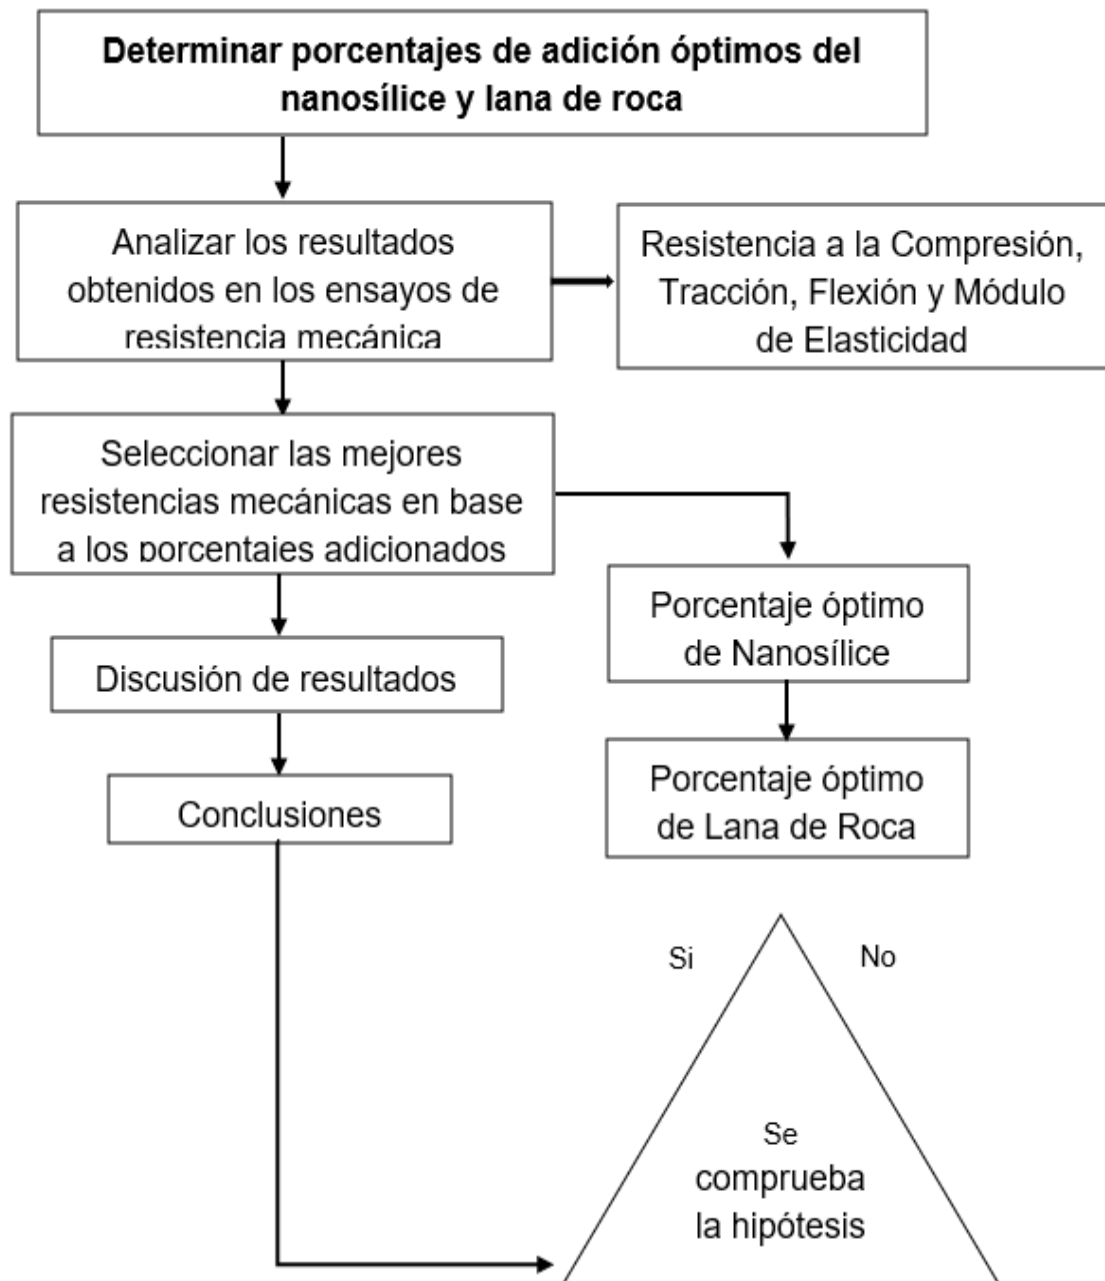 Determinar porcentajes de adición óptimos del
nanosílice y lana de roca
Analizar los resultados
obtenidos en los ensayos de
resistencia mecánica
Resistencia a la Compresión,
Tracción, Flexión y Módulo
de Elasticidad
Seleccionar las mejores
resistencias mecánicas en base
a los porcentajes adicionados
Porcentaje óptimo
de Nanosílice
Discusión de resultados
Porcentaje óptimo
de Lana de Roca
Conclusiones
Si
No
Se
comprueba
la hipótesis